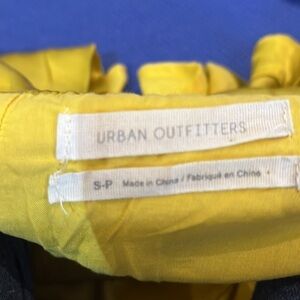 URBAN OUTFITTERS
S-P Made in China / Fabriqué en Chine